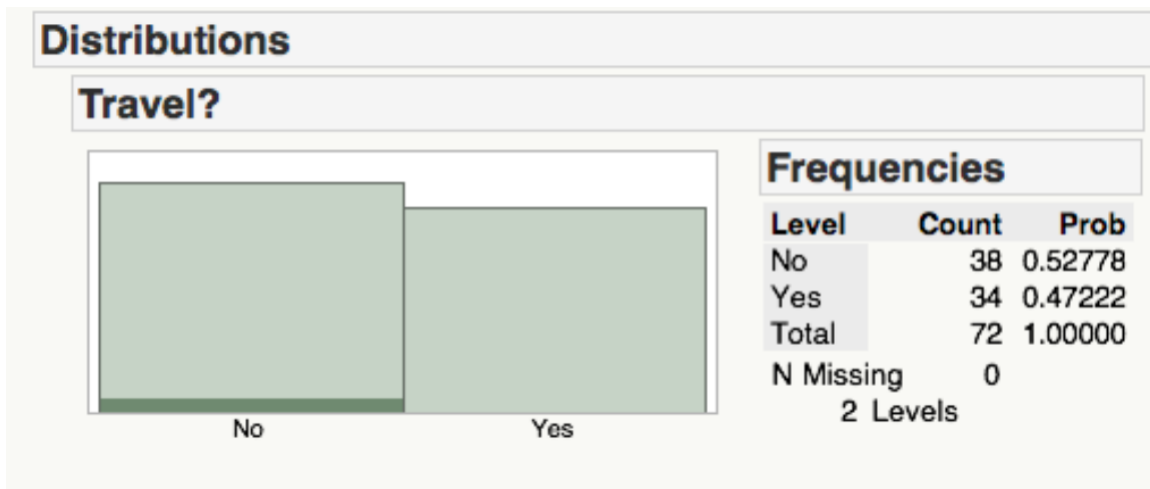 Distributions
Travel?
No Yes
Frequencies
Level Count Prob
No 38 0.52778
Yes 34 0.47222
Total 72 1.00000
N Missing 0
2 Levels